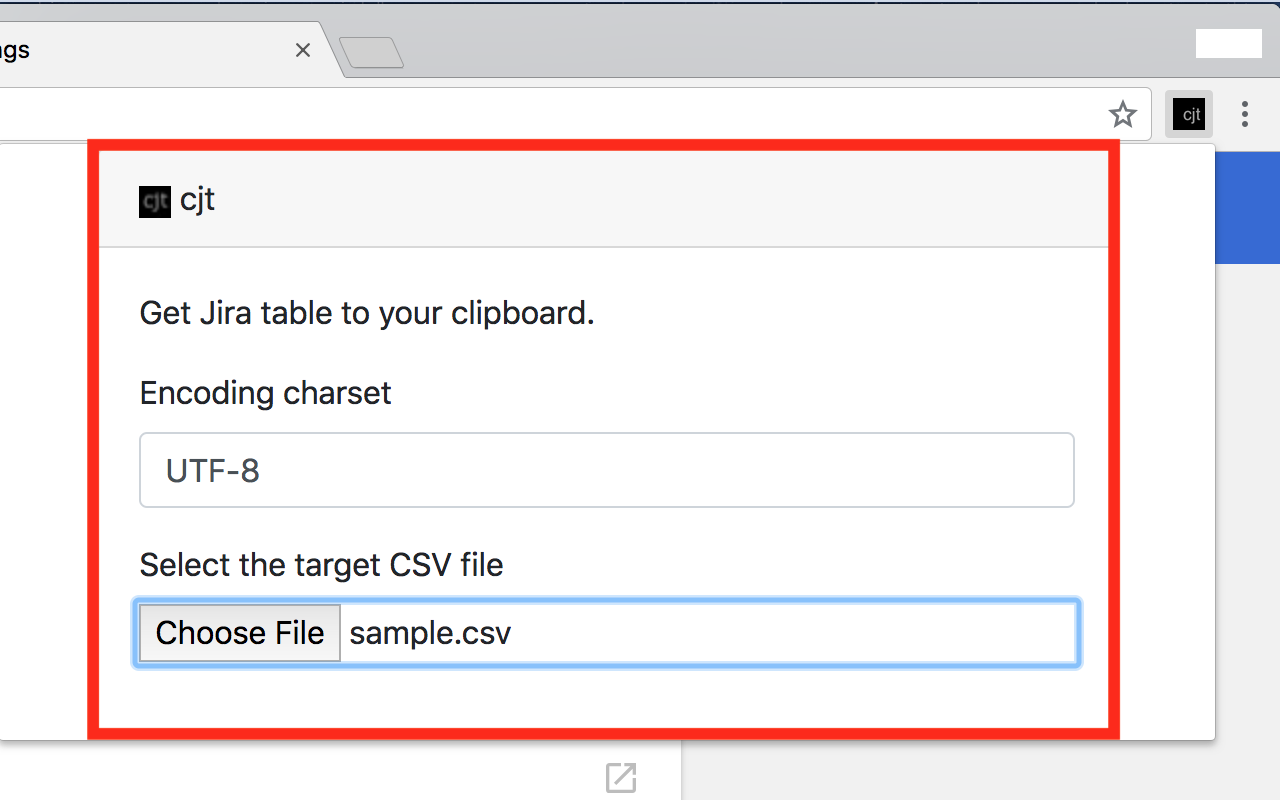 ngs
cjt
cjt cjt
Get Jira table to your clipboard.
Encoding charset
UTF-8
Select the target CSV file
Choose File sample.csv